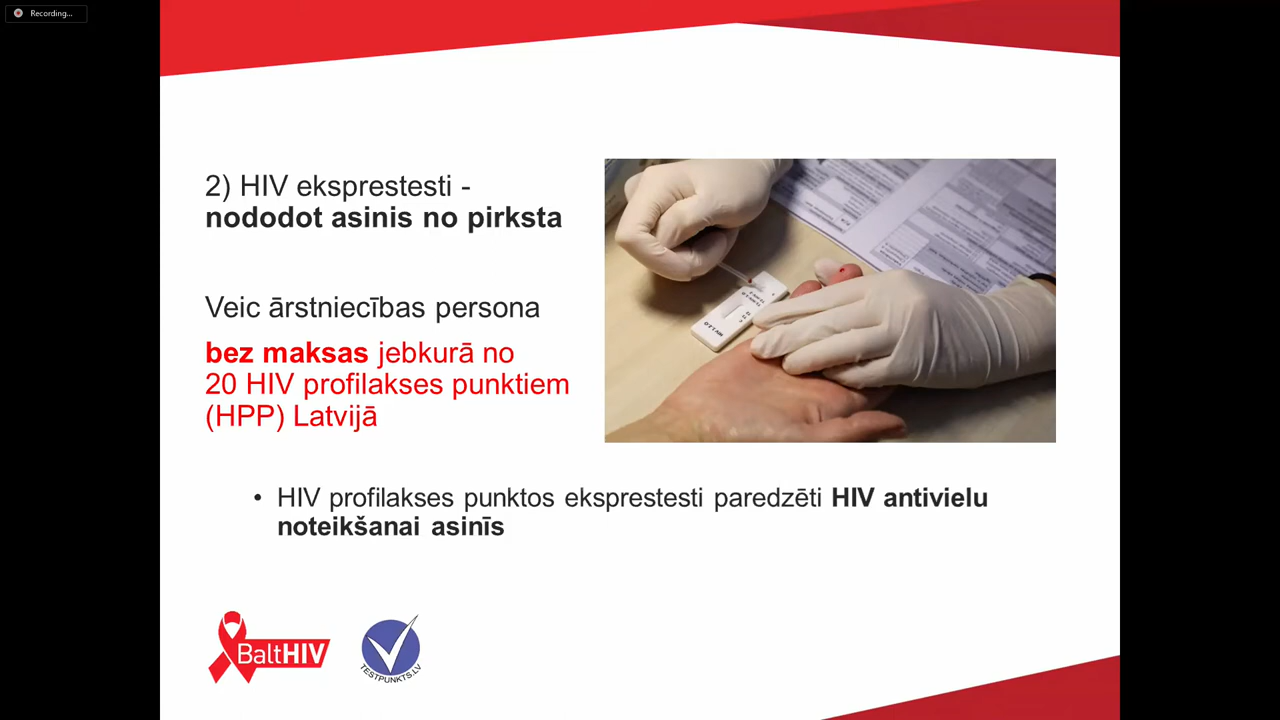 Recording...
2) HIV eksprestesti -
nododot asinis no pirksta
Veic ārstniecības persona
bez maksas jebkurā no
20 HIV profilakses punktiem
(HPP) Latvijā
• HIV profilakses punktos eksprestesti paredzēti HIV antivielu
noteikšanai asinīs
BaltHIV
TESTPUNKTS.LV